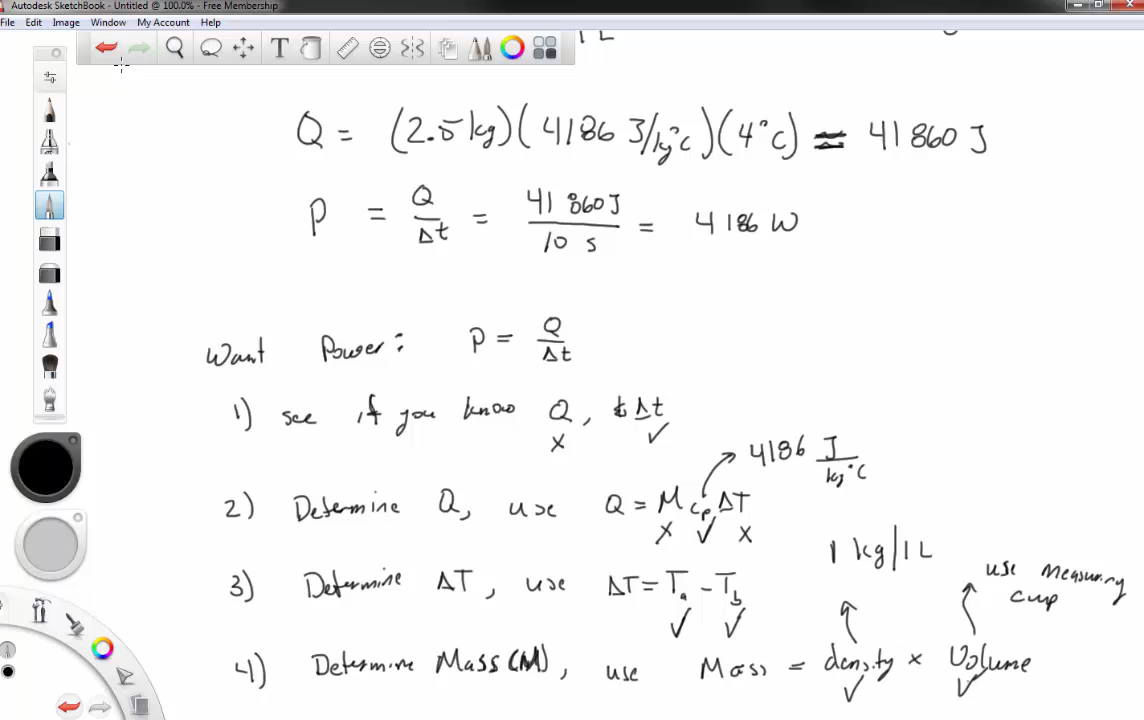 Autodesk SketchBook - Untitled @ 100.0% - Free Membership
File Edit Image Window My Account Help
1 L
Q = (2.5 kg)(4186 J/kg°C)(4°C) = 41860 J
P = Q/Δt = 41860J/10 s = 4186 W
Want Power: P = Q/Δt
1) see if you know Q, & Δt
x ✓
4186 J/kg°C
2) Determine Q, use Q = M Cp ΔT
x ✓ x
1 kg/1L
use measuring
cup
3) Determine ΔT, use ΔT = Ta - Tb
✓ ✓
4) Determine Mass (M), use Mass = density x Volume
✓ ✓